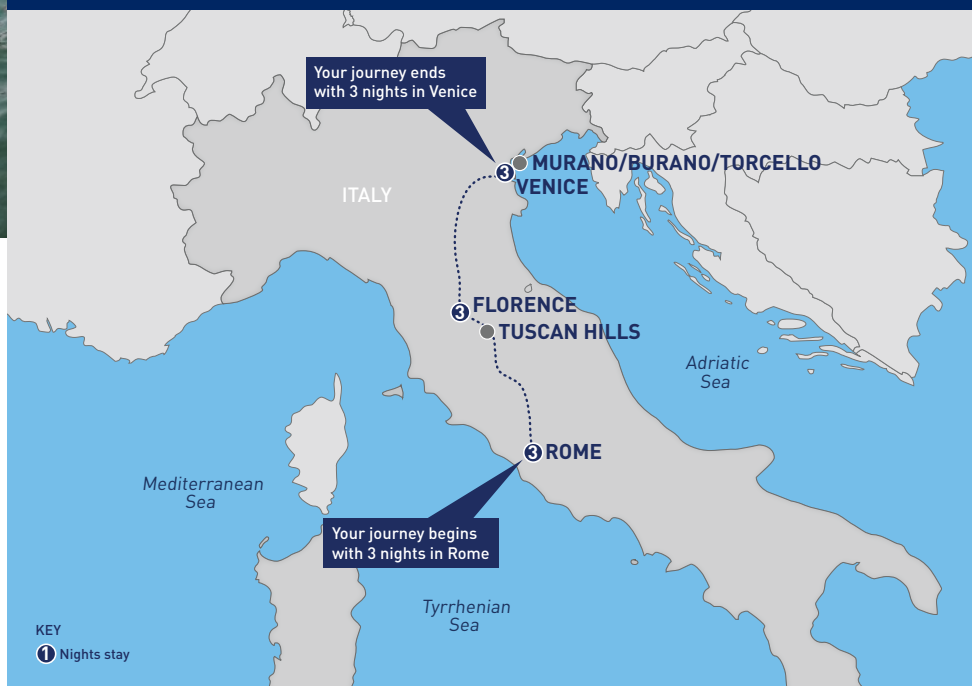 Your journey ends
with 3 nights in Venice
MURANO/BURANO/TORCELLO
3
VENICE
ITALY
3 FLORENCE
TUSCAN HILLS
Adriatic
Sea
3 ROME
Mediterranean
Sea
Your journey begins
with 3 nights in Rome
Tyrrhenian
Sea
KEY
1 Nights stay